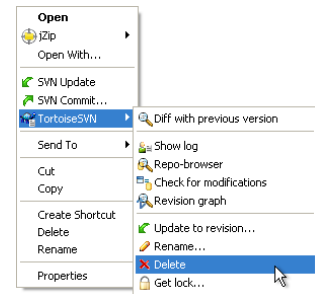 Open
jZip
Open With...
SVN Update
SVN Commit...
TortoiseSVN
Send To
Cut
Copy
Create Shortcut
Delete
Rename
Properties
Diff with previous version
Show log
Repo-browser
Check for modifications
Revision graph
Update to revision...
Rename...
Delete
Get lock...